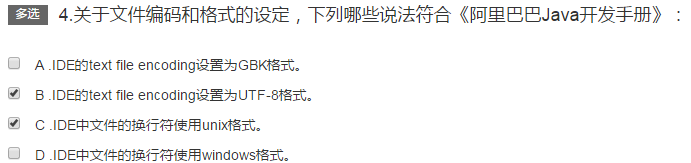 多选 4.关于文件编码和格式的设定，下列哪些说法符合《阿里巴巴Java开发手册》：
A .IDE的text file encoding设置为GBK格式。
B .IDE的text file encoding设置为UTF-8格式。
C .IDE中文件的换行符使用unix格式。
D .IDE中文件的换行符使用windows格式。